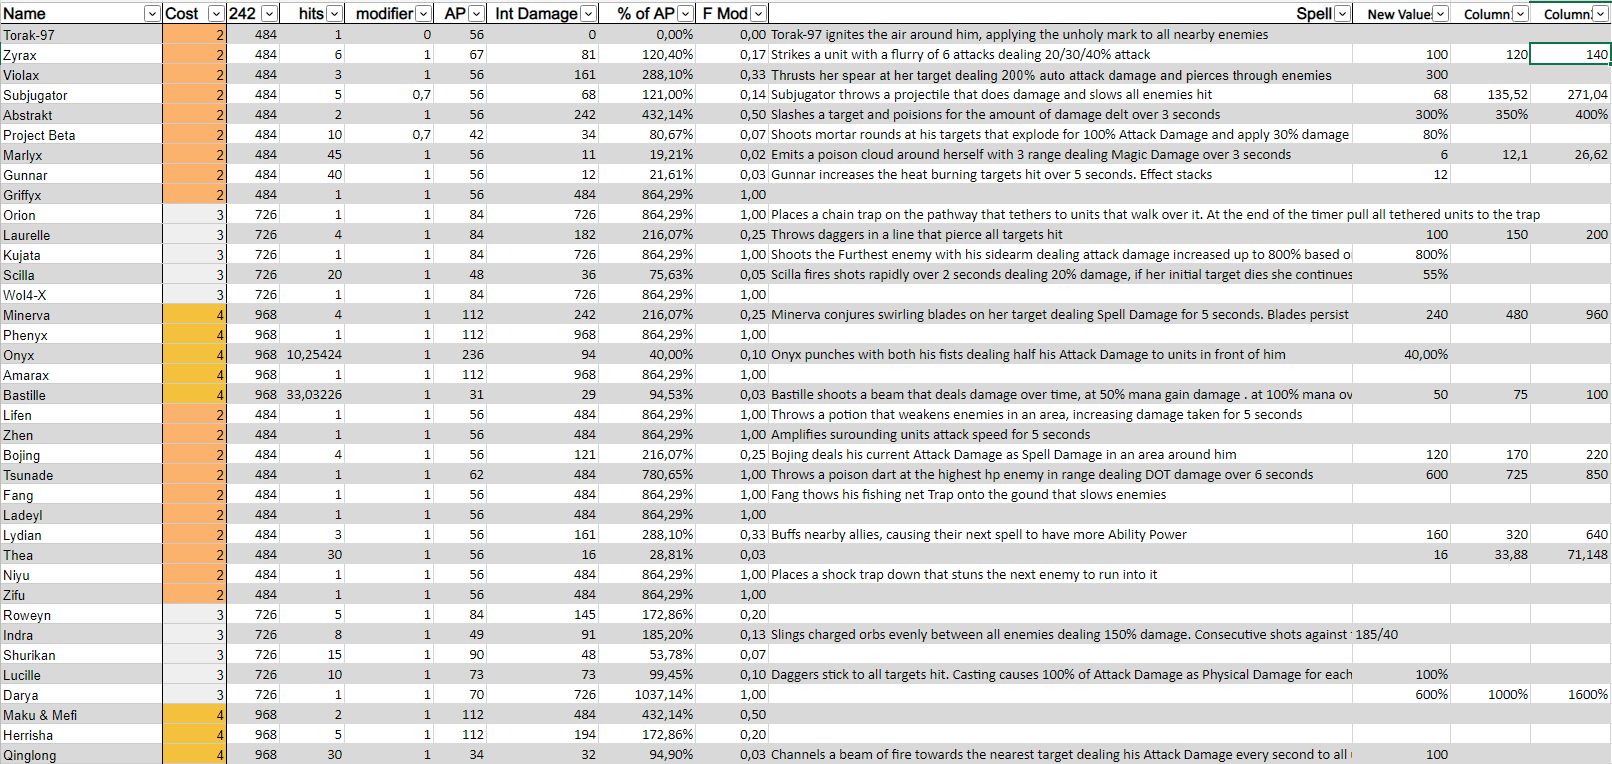 Name Cost 242 hits modifier AP Int Damage % of AP F Mod Spell New Value Column Column
Torak-97 2 484 1 0 56 0 0,00% 0,00 Torak-97 ignites the air around him, applying the unholy mark to all nearby enemies
Zyrax 2 484 6 1 67 81 120,40% 0,17 Strikes a unit with a flurry of 6 attacks dealing 20/30/40% attack 100 120 140
Violax 2 484 3 1 56 161 288,10% 0,33 Thrusts her spear at her target dealing 200% auto attack damage and pierces through enemies 300
Subjugator 2 484 5 0,7 56 68 121,00% 0,14 Subjugator throws a projectile that does damage and slows all enemies hit 68 135,52 271,04
Abstrakt 2 484 2 1 56 242 432,14% 0,50 Slashes a target and poisions for the amount of damage delt over 3 seconds 300% 350% 400%
Project Beta 2 484 10 0,7 42 34 80,67% 0,07 Shoots mortar rounds at his targets that explode for 100% Attack Damage and apply 30% damage 80%
Marlyx 2 484 45 1 56 11 19,21% 0,02 Emits a poison cloud around herself with 3 range dealing Magic Damage over 3 seconds 6 12,1 26,62
Gunnar 2 484 40 1 56 12 21,61% 0,03 Gunnar increases the heat burning targets hit over 5 seconds. Effect stacks 12
Griffyx 2 484 1 1 56 484 864,29% 1,00
Orion 3 726 1 1 84 726 864,29% 1,00 Places a chain trap on the pathway that tethers to units that walk over it. At the end of the timer pull all tethered units to the trap
Laurelle 3 726 4 1 84 182 216,07% 0,25 Throws daggers in a line that pierce all targets hit 100 150 200
Kujata 3 726 1 1 84 726 864,29% 1,00 Shoots the Furthest enemy with his sidearm dealing attack damage increased up to 800% based o 800%
Scilla 3 726 20 1 48 36 75,63% 0,05 Scilla fires shots rapidly over 2 seconds dealing 20% damage, if her initial target dies she continues 55%
Wol4-X 3 726 1 1 84 726 864,29% 1,00
Minerva 4 968 4 1 112 242 216,07% 0,25 Minerva conjures swirling blades on her target dealing Spell Damage for 5 seconds. Blades persist 240 480 960
Phenyx 4 968 1 1 112 968 864,29% 1,00
Onyx 4 968 10,25424 1 236 94 40,00% 0,10 Onyx punches with both his fists dealing half his Attack Damage to units in front of him 40,00%
Amarax 4 968 1 1 112 968 864,29% 1,00
Bastille 4 968 33,03226 1 31 29 94,53% 0,03 Bastille shoots a beam that deals damage over time, at 50% mana gain damage . at 100% mana ov 50 75 100
Lifen 2 484 1 1 56 484 864,29% 1,00 Throws a potion that weakens enemies in an area, increasing damage taken for 5 seconds
Zhen 2 484 1 1 56 484 864,29% 1,00 Amplifies surounding units attack speed for 5 seconds
Bojing 2 484 4 1 56 121 216,07% 0,25 Bojing deals his current Attack Damage as Spell Damage in an area around him 120 170 220
Tsunade 2 484 1 1 62 484 780,65% 1,00 Throws a poison dart at the highest hp enemy in range dealing DOT damage over 6 seconds 600 725 850
Fang 2 484 1 1 56 484 864,29% 1,00 Fang thows his fishing net Trap onto the gound that slows enemies
Ladeyl 2 484 1 1 56 484 864,29% 1,00
Lydian 2 484 3 1 56 161 288,10% 0,33 Buffs nearby allies, causing their next spell to have more Ability Power 160 320 640
Thea 2 484 30 1 56 16 28,81% 0,03 16 33,88 71,148
Niyu 2 484 1 1 56 484 864,29% 1,00 Places a shock trap down that stuns the next enemy to run into it
Zifu 2 484 1 1 56 484 864,29% 1,00
Roweyn 3 726 5 1 84 145 172,86% 0,20
Indra 3 726 8 1 49 91 185,20% 0,13 Slings charged orbs evenly between all enemies dealing 150% damage. Consecutive shots against 185/40
Shurikan 3 726 15 1 90 48 53,78% 0,07
Lucille 3 726 10 1 73 73 99,45% 0,10 Daggers stick to all targets hit. Casting causes 100% of Attack Damage as Physical Damage for each 100%
Darya 3 726 1 1 70 726 1037,14% 1,00 600% 1000% 1600%
Maku & Mefi 4 968 2 1 112 484 432,14% 0,50
Herrisha 4 968 5 1 112 194 172,86% 0,20
Qinglong 4 968 30 1 34 32 94,90% 0,03 Channels a beam of fire towards the nearest target dealing his Attack Damage every second to all 100